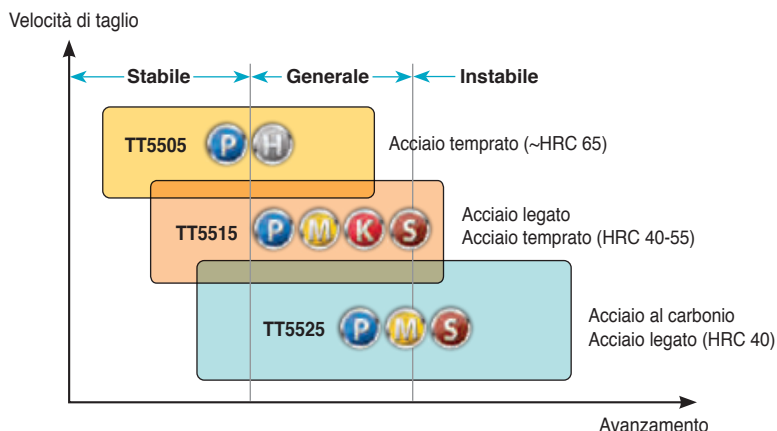 Velocità di taglio
Stabile Generale Instabile
TT5505 P H Acciaio temprato (~HRC 65)
TT5515 P M K S Acciaio legato
Acciaio temprato (HRC 40-55)
TT5525 P M S Acciaio al carbonio
Acciaio legato (HRC 40)
Avanzamento